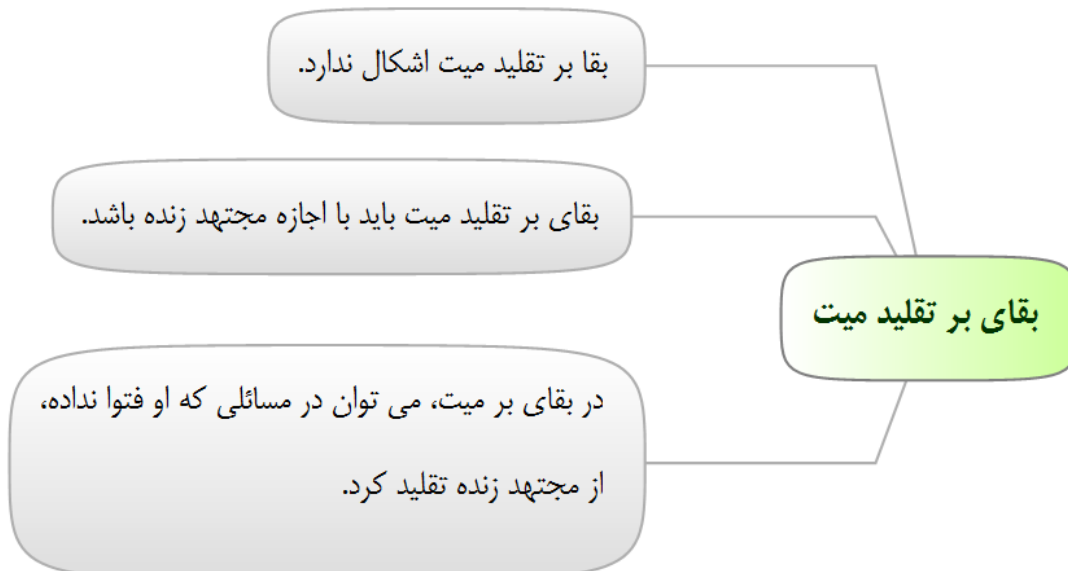 بقای بر تقلید میت
بقا بر تقلید میت اشکال ندارد.
بقای بر تقلید میت باید با اجازه مجتهد زنده باشد.
در بقای بر میت، می توان در مسائلی که او فتوا نداده،
از مجتهد زنده تقلید کرد.